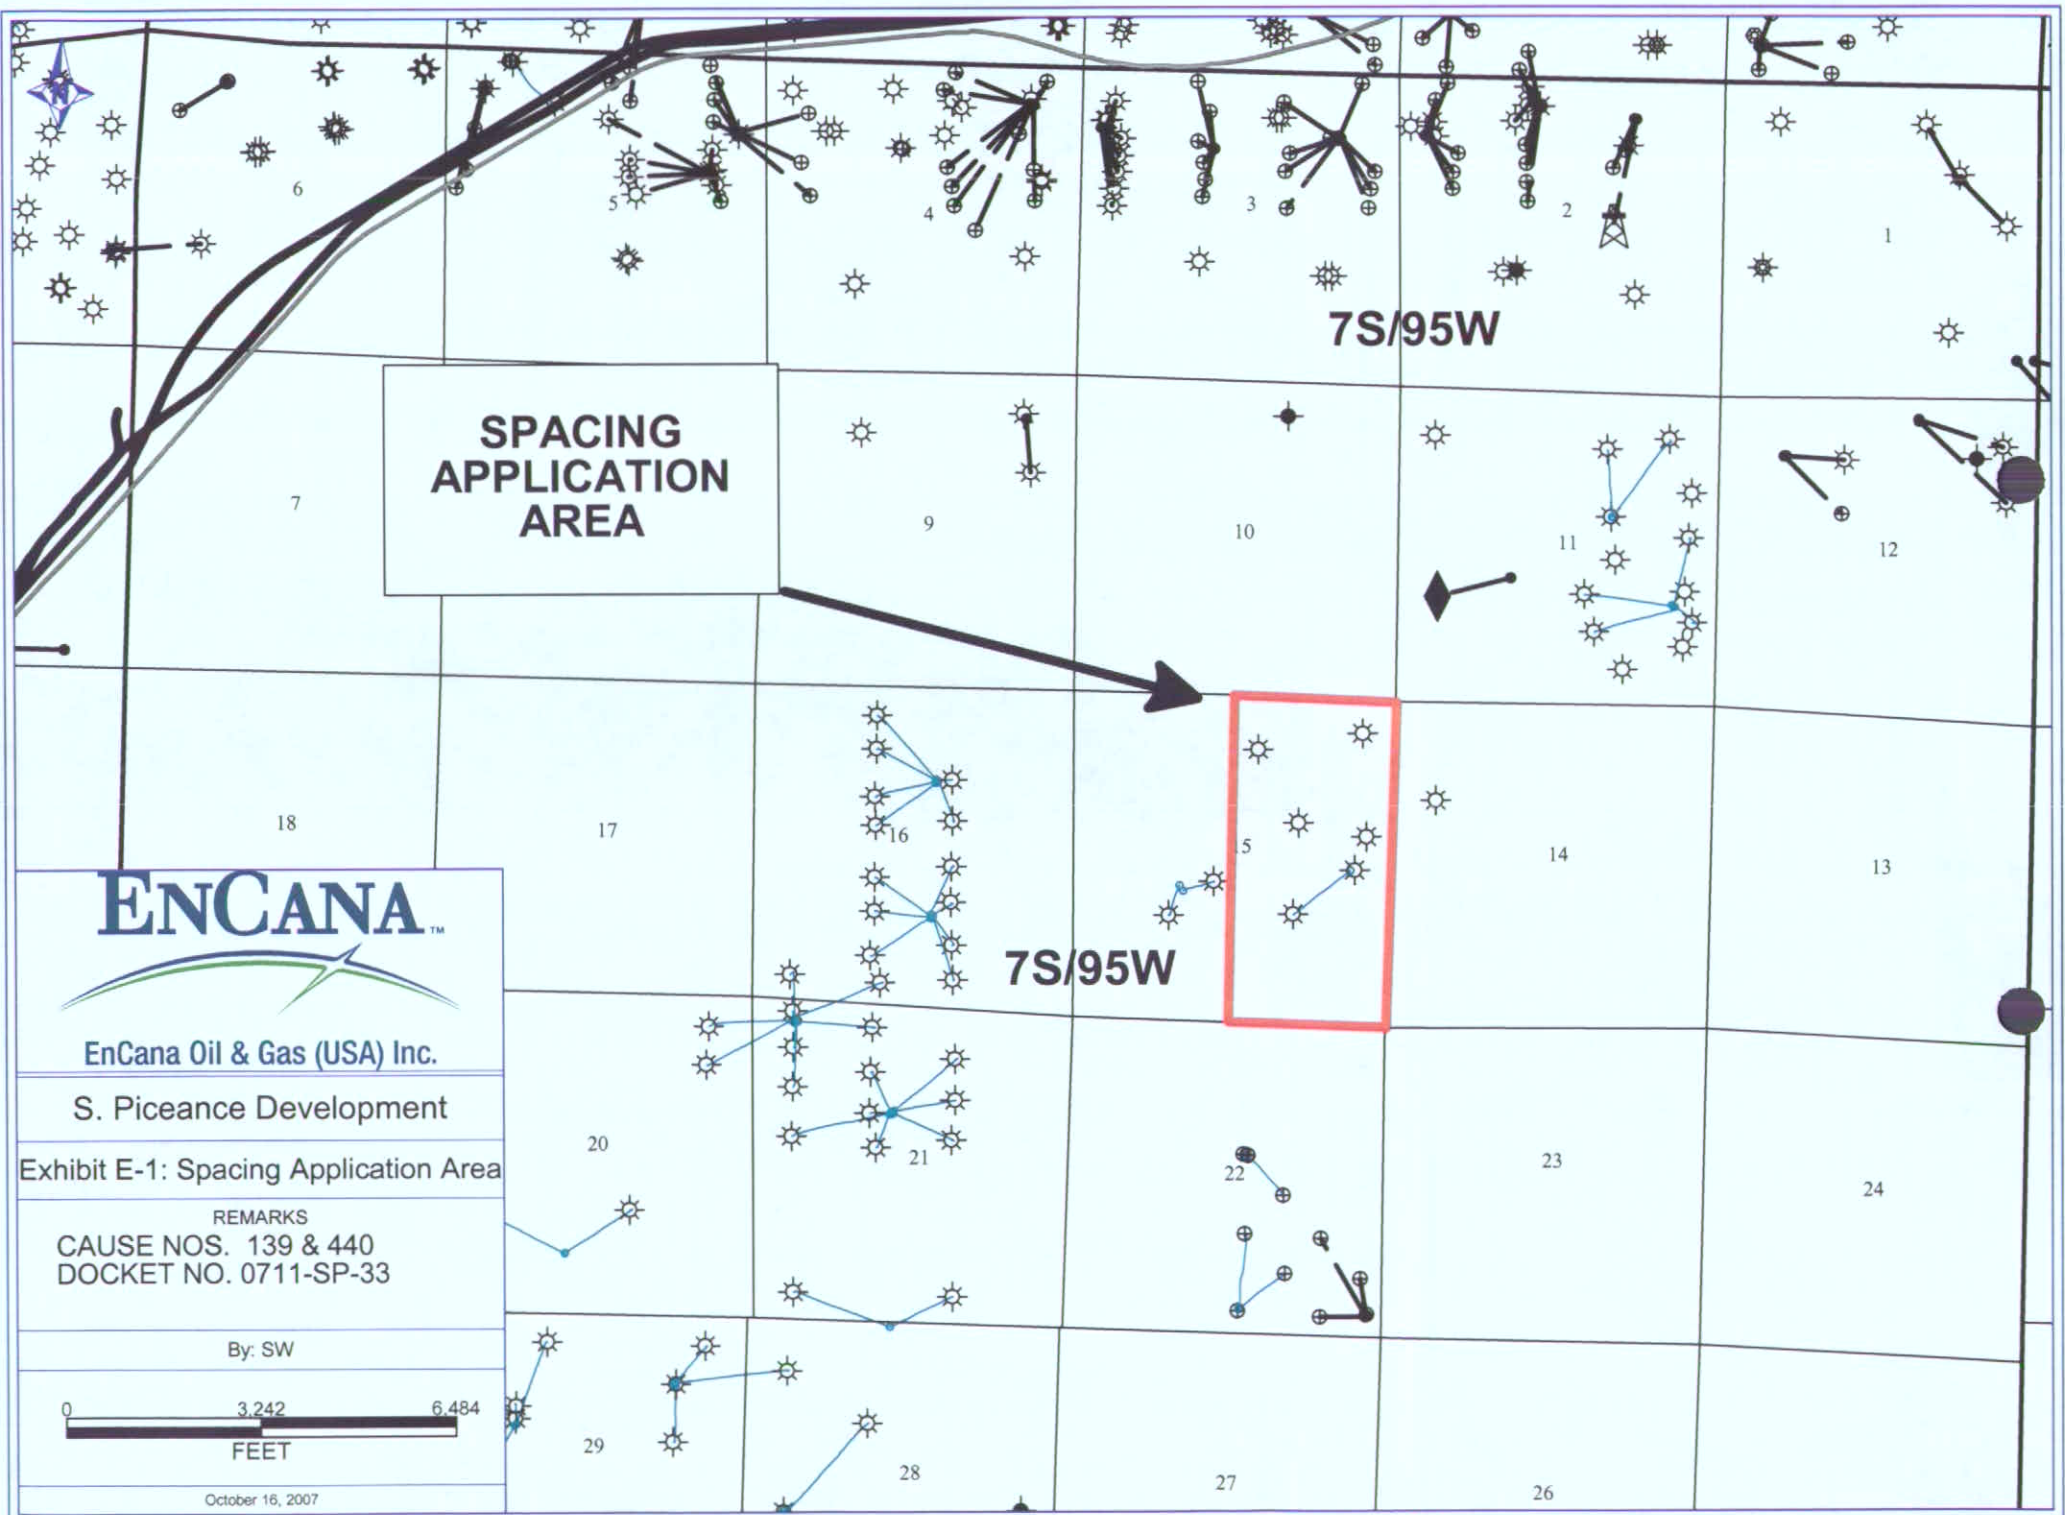 N
6
5
4
3
2
1
7S/95W
SPACING
APPLICATION
AREA
7
9
10
11
12
18
17
16
15
14
13
7S/95W
ENCANA™
EnCana Oil & Gas (USA) Inc.
S. Piceance Development
Exhibit E-1: Spacing Application Area
REMARKS
CAUSE NOS. 139 & 440
DOCKET NO. 0711-SP-33
By: SW
0 3,242 6,484
FEET
October 16, 2007
20
21
22
23
24
29
28
27
26